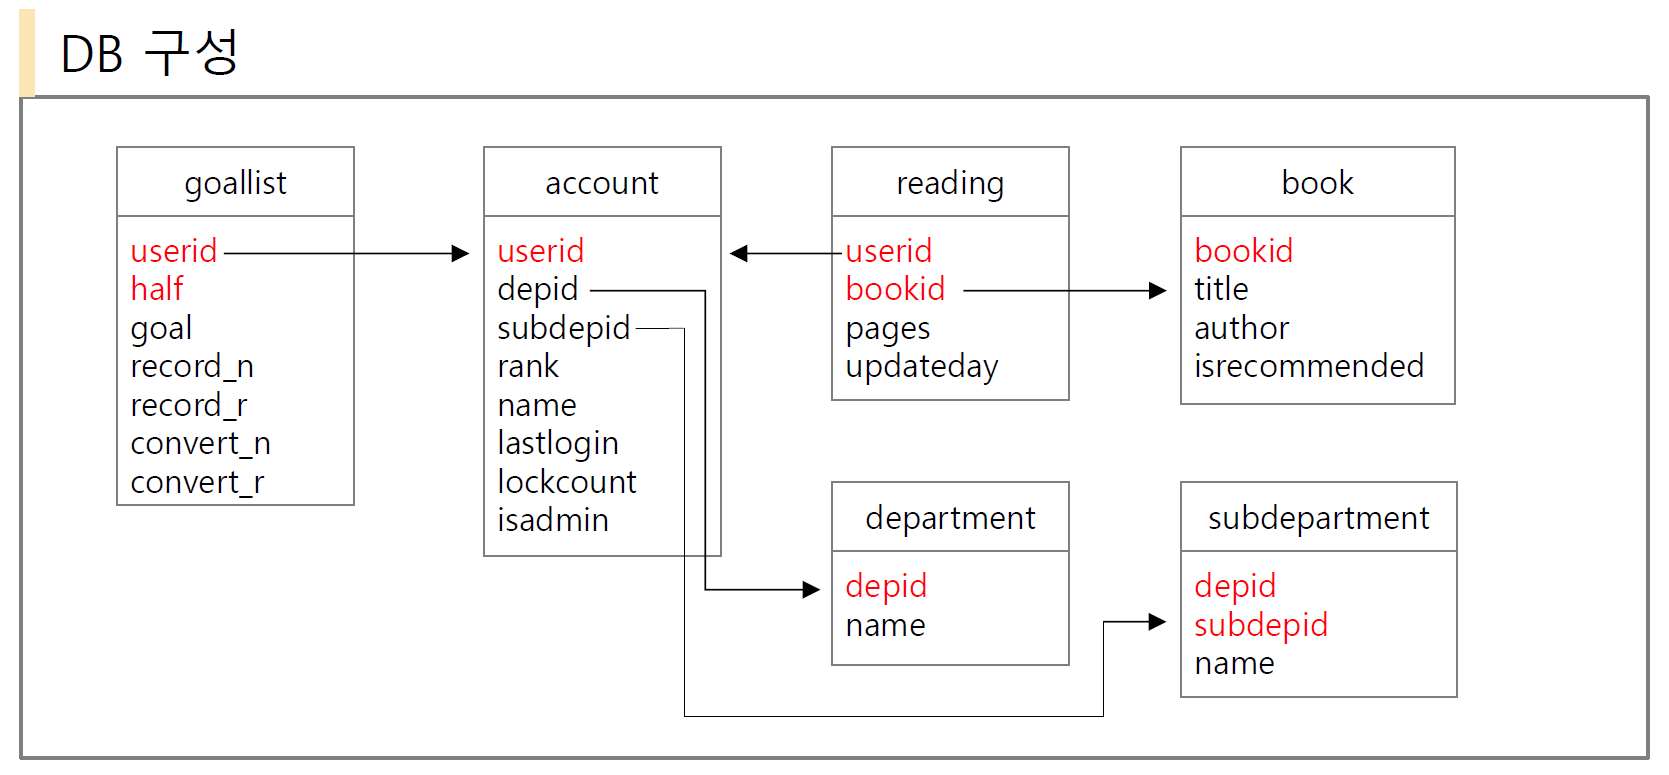 DB 구성
goallist
userid
half
goal
record_n
record_r
convert_n
convert_r
account
userid
depid
subdepid
rank
name
lastlogin
lockcount
isadmin
reading
userid
bookid
pages
updateday
book
bookid
title
author
isrecommended
department
depid
name
subdepartment
depid
subdepid
name